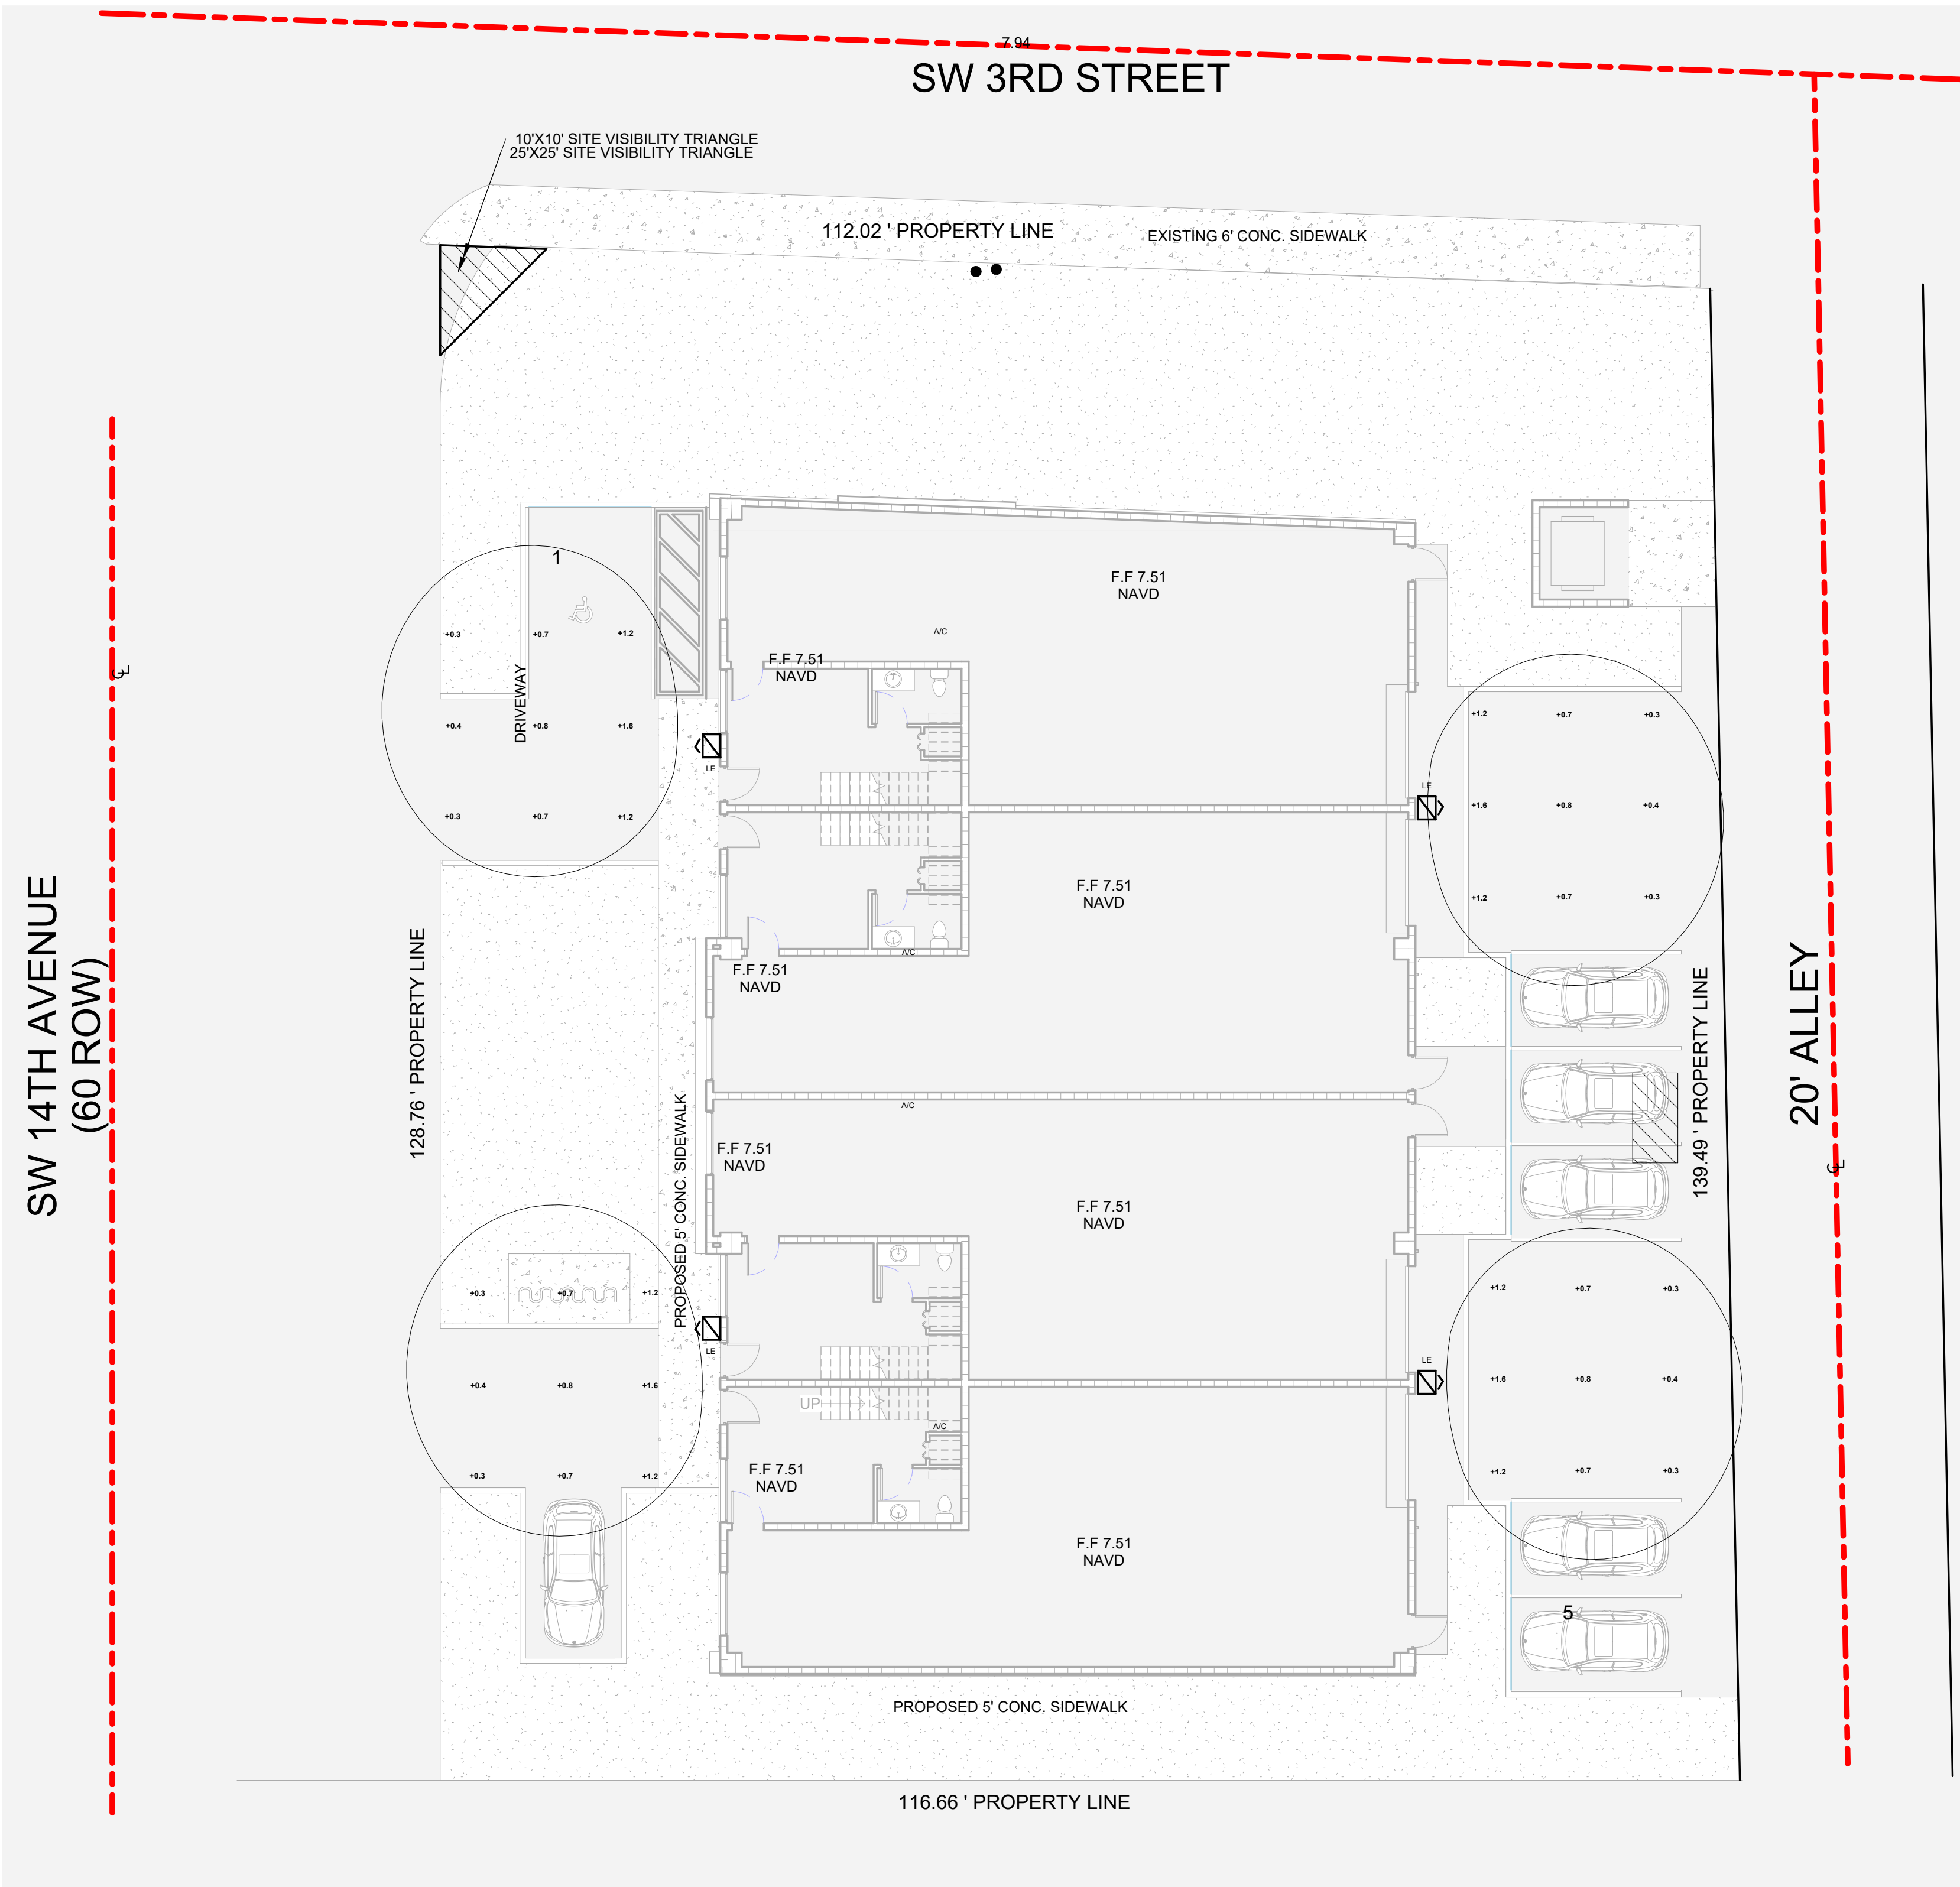 7.94
SW 3RD STREET
10'X10' SITE VISIBILITY TRIANGLE
25'X25' SITE VISIBILITY TRIANGLE
112.02 ' PROPERTY LINE
EXISTING 6' CONC. SIDEWALK
1
F.F 7.51
NAVD
A/C
+0.3
+0.7
+1.2
F.F 7.51
NAVD
DRIVEWAY
+0.4
+0.8
+1.6
LE
+0.3
+0.7
+1.2
+1.2
+0.7
+0.3
LE
+1.6
+0.8
+0.4
+1.2
+0.7
+0.3
F.F 7.51
NAVD
A/C
F.F 7.51
NAVD
SW 14TH AVENUE
(60 ROW)
128.76 ' PROPERTY LINE
PROPOSED 5' CONC. SIDEWALK
A/C
F.F 7.51
NAVD
F.F 7.51
NAVD
139.49 ' PROPERTY LINE
20' ALLEY
+0.3
+0.7
+1.2
LE
+0.4
+0.8
+1.6
+0.3
+0.7
+1.2
+1.2
+0.7
+0.3
LE
+1.6
+0.8
+0.4
+1.2
+0.7
+0.3
UP
A/C
F.F 7.51
NAVD
F.F 7.51
NAVD
5
PROPOSED 5' CONC. SIDEWALK
116.66 ' PROPERTY LINE